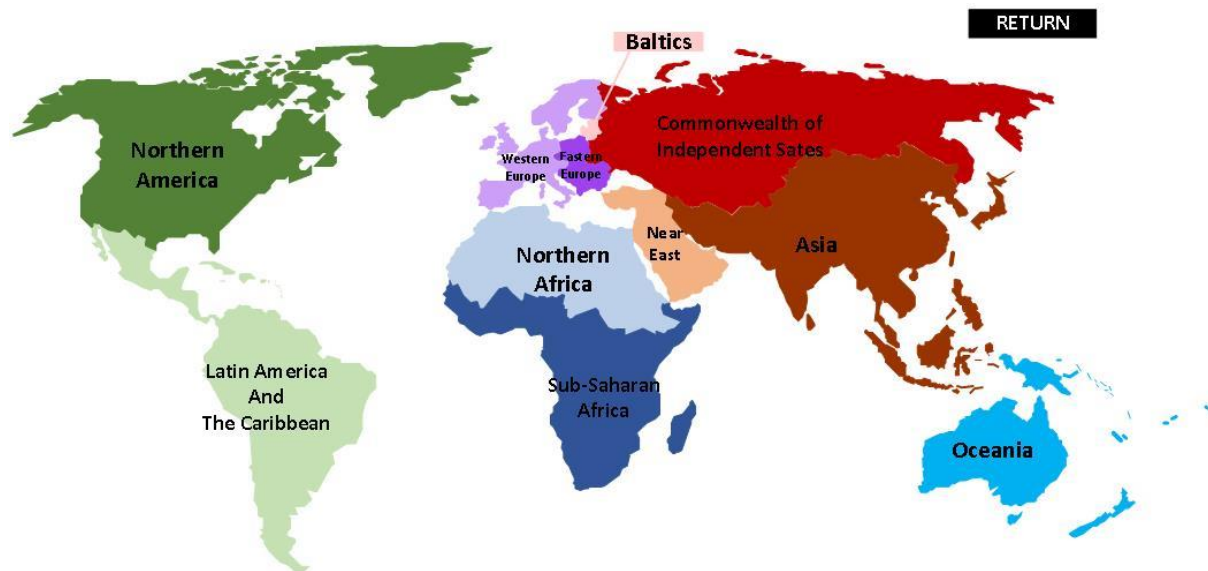 RETURN
Baltics
Commonwealth of
Independent Sates
Northern
America
Western
Europe
Eastern
Europe
Near
East
Asia
Northern
Africa
Latin America
And
The Caribbean
Sub-Saharan
Africa
Oceania